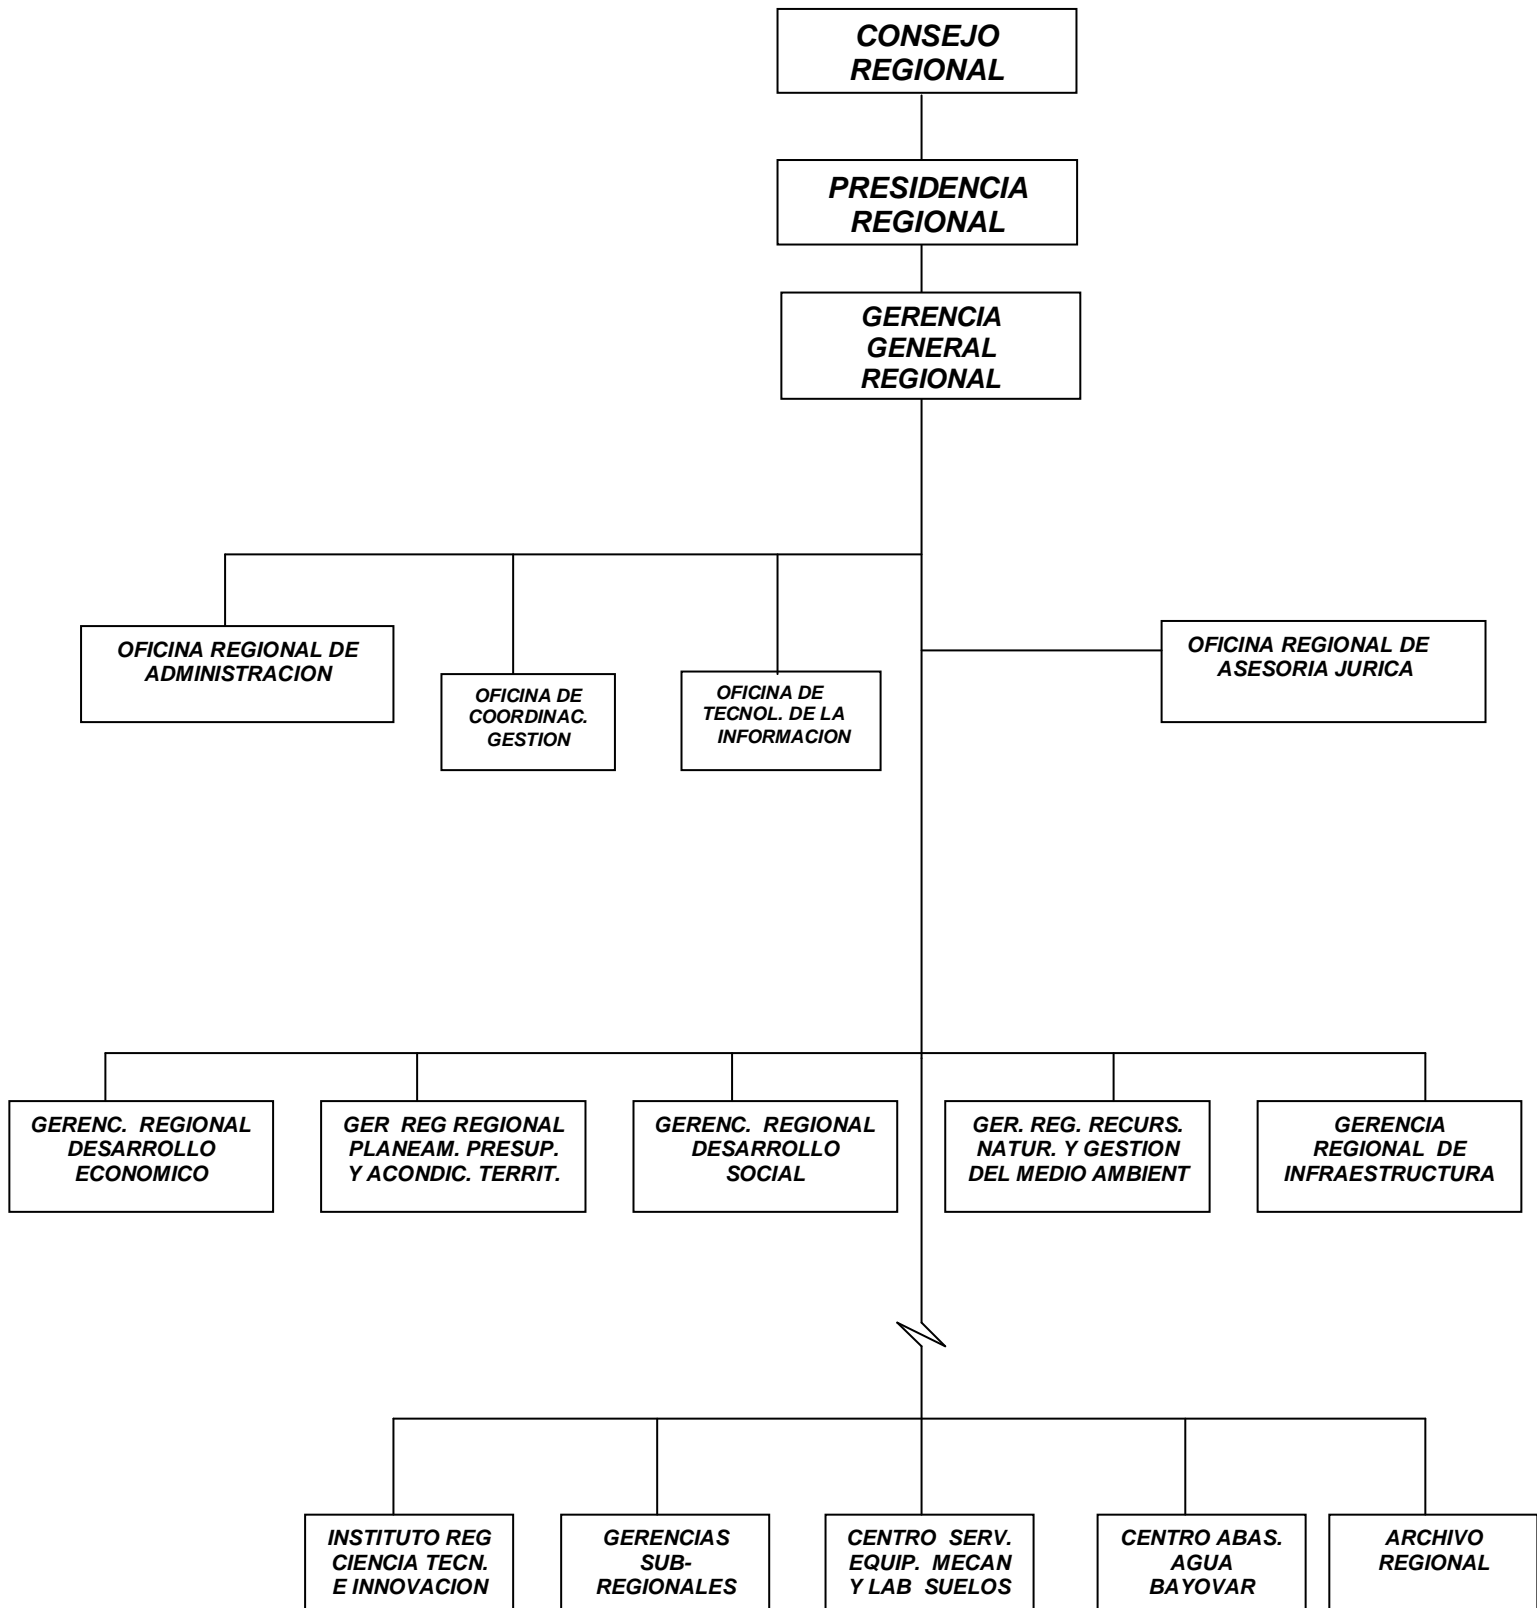 CONSEJO
REGIONAL
PRESIDENCIA
REGIONAL
GERENCIA
GENERAL
REGIONAL
OFICINA REGIONAL DE
ADMINISTRACION
OFICINA DE
COORDINAC.
GESTION
OFICINA DE
TECNOL. DE LA
INFORMACION
OFICINA REGIONAL DE
ASESORIA JURICA
GERENC. REGIONAL
DESARROLLO
ECONOMICO
GER REG REGIONAL
PLANEAM. PRESUP.
Y ACONDIC. TERRIT.
GERENC. REGIONAL
DESARROLLO
SOCIAL
GER. REG. RECURS.
NATUR. Y GESTION
DEL MEDIO AMBIENT
GERENCIA
REGIONAL DE
INFRAESTRUCTURA
INSTITUTO REG
CIENCIA TECN.
E INNOVACION
GERENCIAS
SUB-
REGIONALES
CENTRO SERV.
EQUIP. MECAN
Y LAB SUELOS
CENTRO ABAS.
AGUA
BAYOVAR
ARCHIVO
REGIONAL